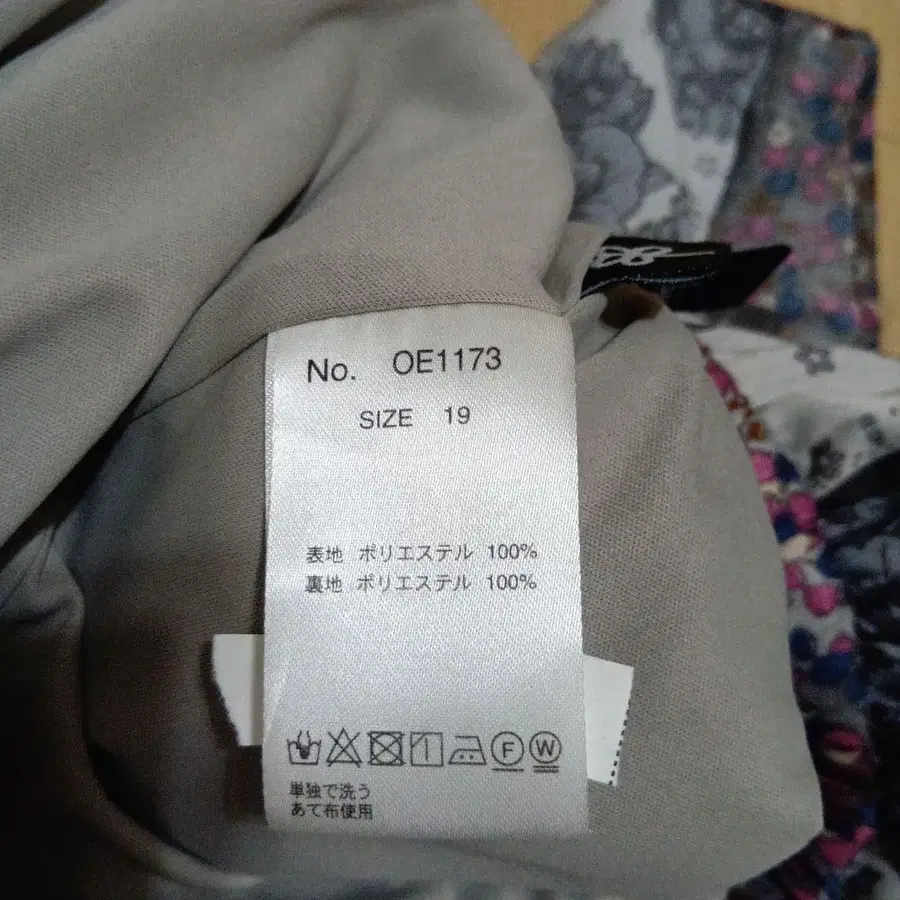 No. OE1173
SIZE 19
表地 ポリエステル 100%
裏地 ポリエステル 100%
F W
単独で洗う
あて布使用